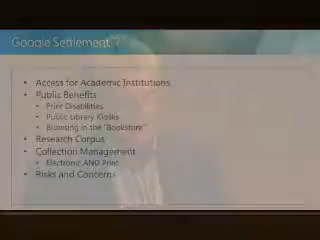 Google Settlement ?
• Access for Academic Institutions
• Public Benefits
• Print Disabilities
• Public Library Kiosks
• Browsing in the "Bookstore"
• Research Corpus
• Collection Management
• Electronic AND Print
• Risks and Concerns